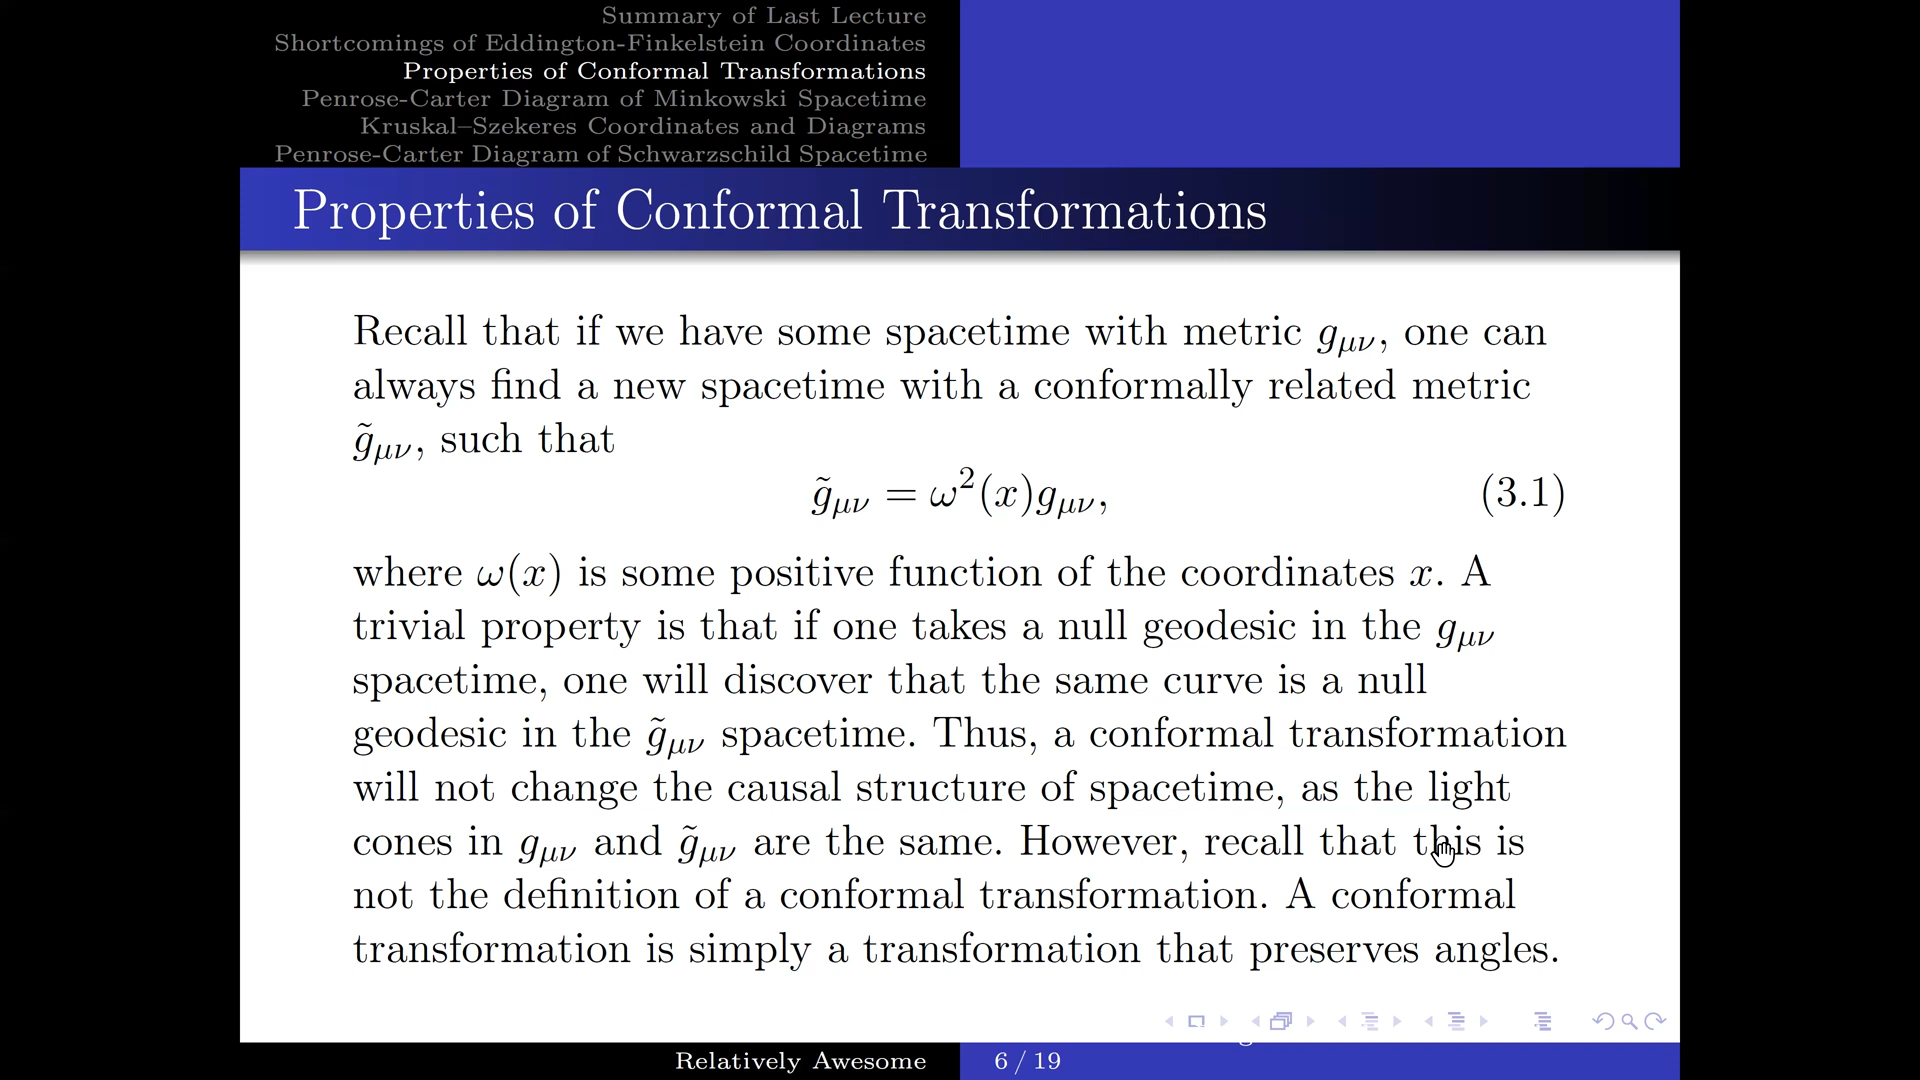 Summary of Last Lecture
Shortcomings of Eddington-Finkelstein Coordinates
Properties of Conformal Transformations
Penrose-Carter Diagram of Minkowski Spacetime
Kruskal–Szekeres Coordinates and Diagrams
Penrose-Carter Diagram of Schwarzschild Spacetime
Properties of Conformal Transformations
Recall that if we have some spacetime with metric g_{μν}, one can
always find a new spacetime with a conformally related metric
g̃_{μν}, such that
g̃_{μν} = ω²(x)g_{μν}, (3.1)
where ω(x) is some positive function of the coordinates x. A
trivial property is that if one takes a null geodesic in the g_{μν}
spacetime, one will discover that the same curve is a null
geodesic in the g̃_{μν} spacetime. Thus, a conformal transformation
will not change the causal structure of spacetime, as the light
cones in g_{μν} and g̃_{μν} are the same. However, recall that this is
not the definition of a conformal transformation. A conformal
transformation is simply a transformation that preserves angles.
Relatively Awesome 6 / 19